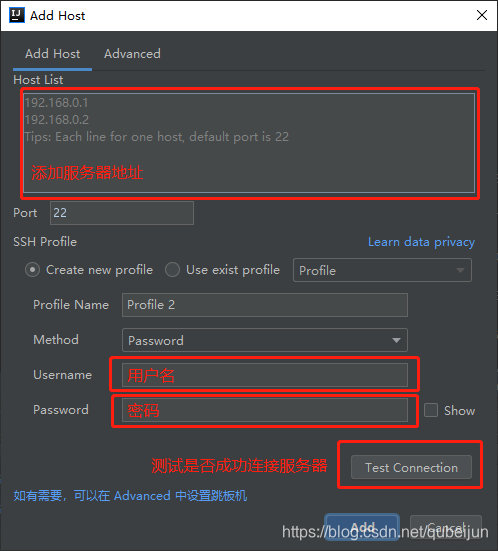 IJ Add Host
Add Host Advanced
Host List
192.168.0.1
192.168.0.2
Tips: Each line for one host, default port is 22
添加服务器地址
Port 22
SSH Profile Learn data privacy
Create new profile Use exist profile Profile
Profile Name Profile 2
Method Password
Username 用户名
Password 密码 Show
测试是否成功连接服务器 Test Connection
如有需要，可以在 Advanced 中设置跳板机
Add Cancel
https://blog.csdn.net/qubeijun